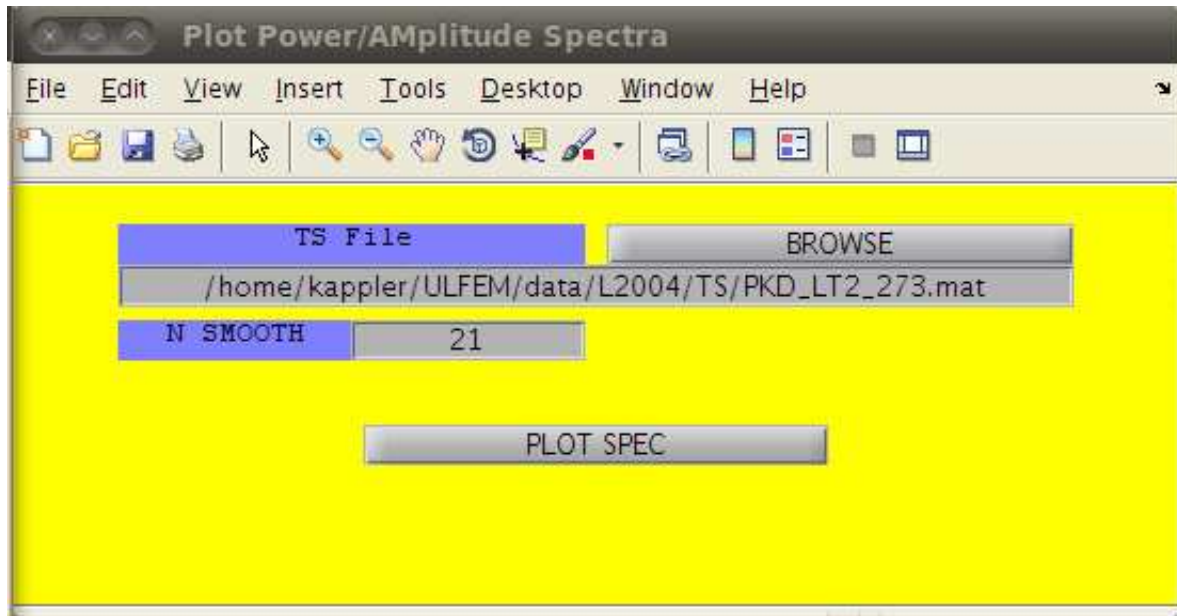 Plot Power/AMplitude Spectra
File Edit View Insert Tools Desktop Window Help
TS File BROWSE
/home/kappler/ULFEM/data/L2004/TS/PKD_LT2_273.mat
N SMOOTH 21
PLOT SPEC